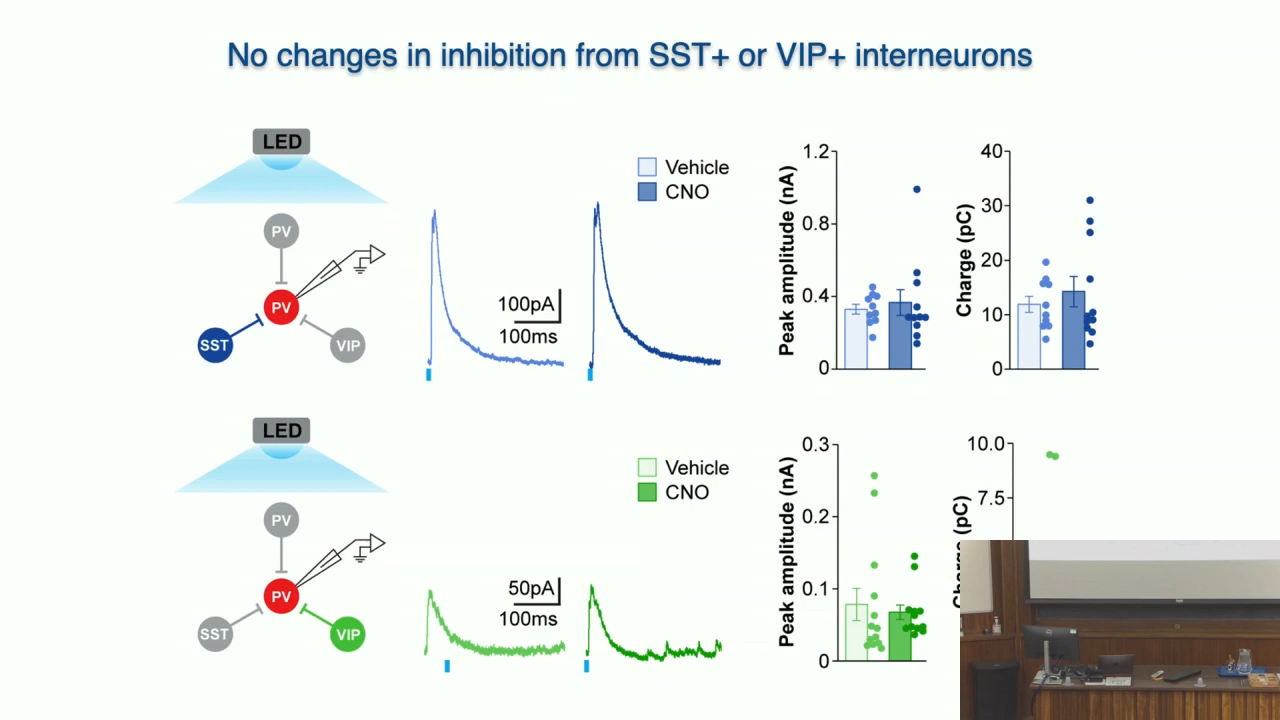 No changes in inhibition from SST+ or VIP+ interneurons
LED
PV
PV
SST
VIP
100pA
100ms
Vehicle
CNO
Peak amplitude (nA)
1.2
0.8
0.4
0
Charge (pC)
40
30
20
10
0
LED
PV
PV
SST
VIP
50pA
100ms
Vehicle
CNO
Peak amplitude (nA)
0.3
0.2
0.1
0
Charge (pC)
10.0
7.5